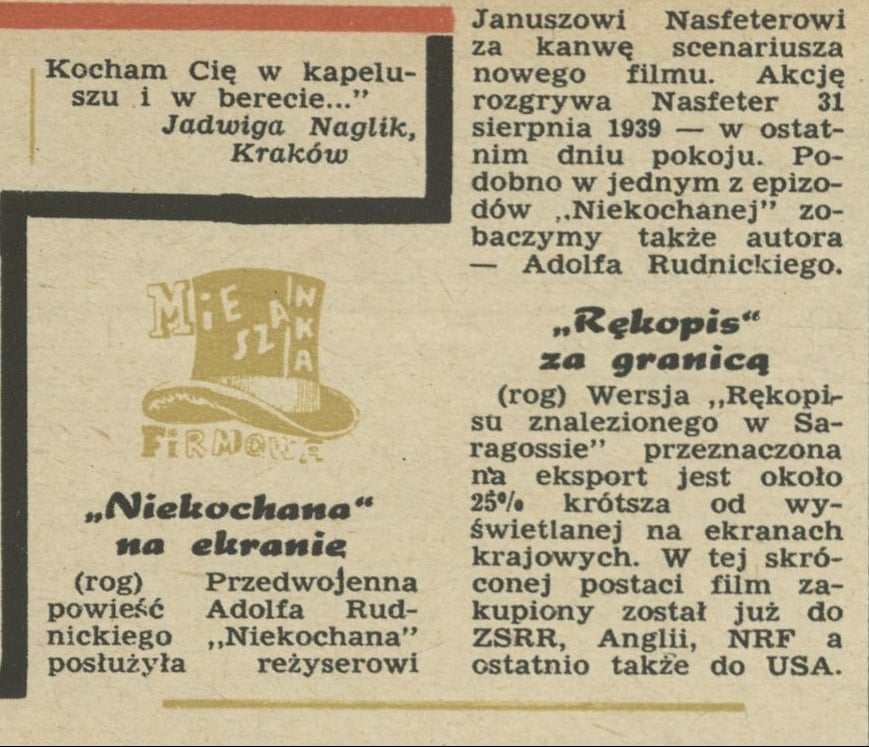 Kocham Cię w kapelu-
szu i w berecie...”
Jadwiga Naglik,
Kraków
MiESZANKA
FiRMOWA
„Niekochana“
na ekranie
(rog) Przedwojenna
powieść Adolfa Rud-
nickiego „Niekochana”
posłużyła reżyserowi
Januszowi Nasfeterowi
za kanwę scenariusza
nowego filmu. Akcję
rozgrywa Nasfeter 31
sierpnia 1939 — w ostat-
nim dniu pokoju. Po-
dobno w jednym z epizo-
dów „Niekochanej” zo-
baczymy także autora
— Adolfa Rudnickiego.
„Rękopis“
za granicą
(rog) Wersja „Rękopi-
su znalezionego w Sa-
ragossie” przeznaczona
na eksport jest około
25% krótsza od wy-
świetlanej na ekranach
krajowych. W tej skró-
conej postaci film za-
kupiony został już do
ZSRR, Anglii, NRF a
ostatnio także do USA.